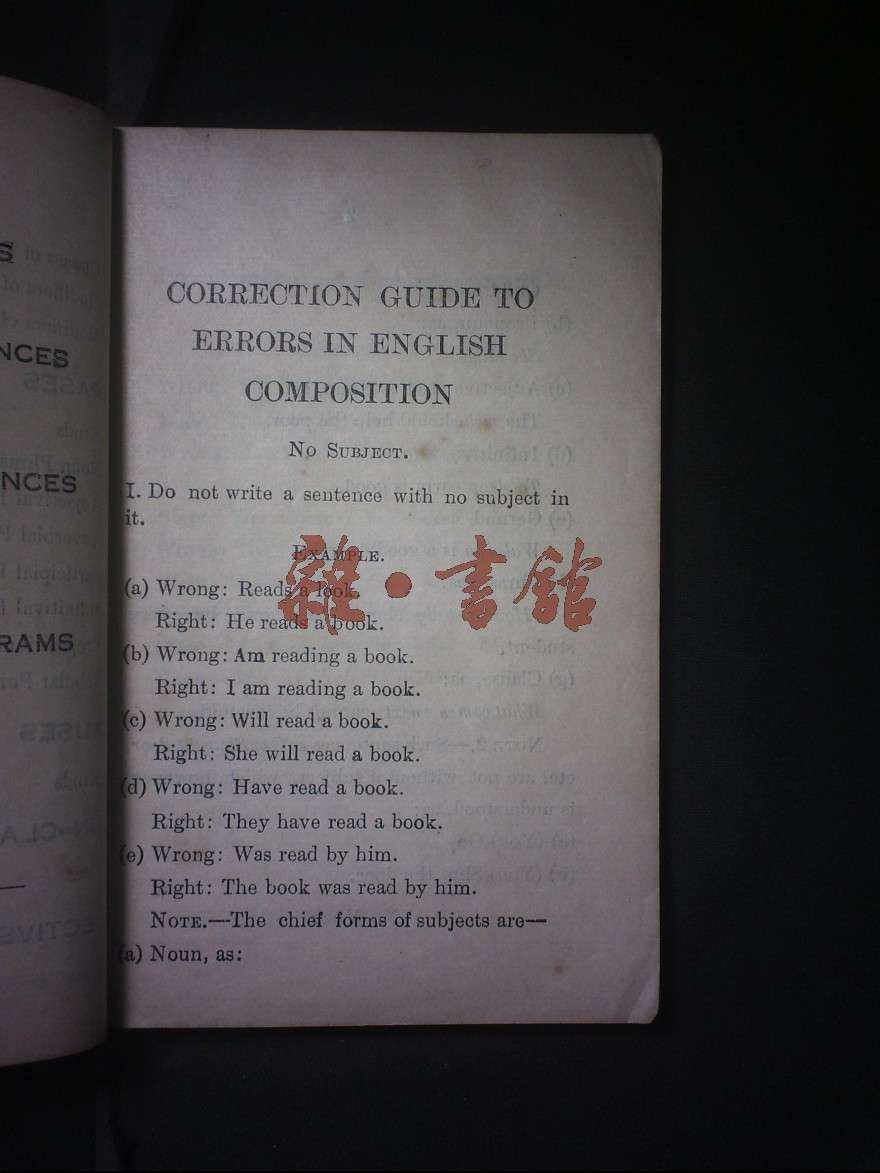 S
NCES
NCES
RAMS
CORRECTION GUIDE TO
ERRORS IN ENGLISH
COMPOSITION
No Subject.
I. Do not write a sentence with no subject in
it.
Example.
(a) Wrong: Reads a book.
Right: He reads a book.
(b) Wrong: Am reading a book.
Right: I am reading a book.
(c) Wrong: Will read a book.
Right: She will read a book.
(d) Wrong: Have read a book.
Right: They have read a book.
(e) Wrong: Was read by him.
Right: The book was read by him.
Note.—The chief forms of subjects are—
(a) Noun, as:
雜•書館